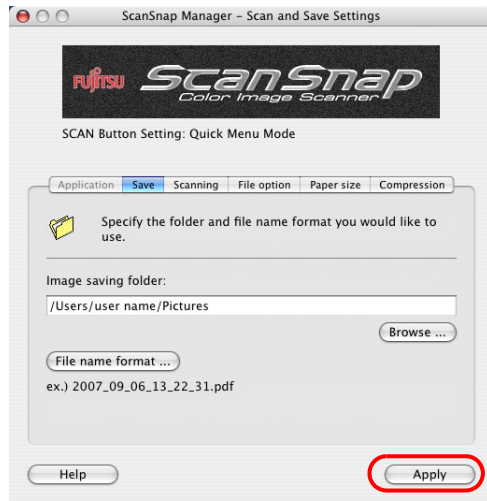 ScanSnap Manager – Scan and Save Settings
FUJITSU ScanSnap
Color Image Scanner
SCAN Button Setting: Quick Menu Mode
Application Save Scanning File option Paper size Compression
Specify the folder and file name format you would like to
use.
Image saving folder:
/Users/user name/Pictures
Browse ...
File name format ...
ex.) 2007_09_06_13_22_31.pdf
Help Apply